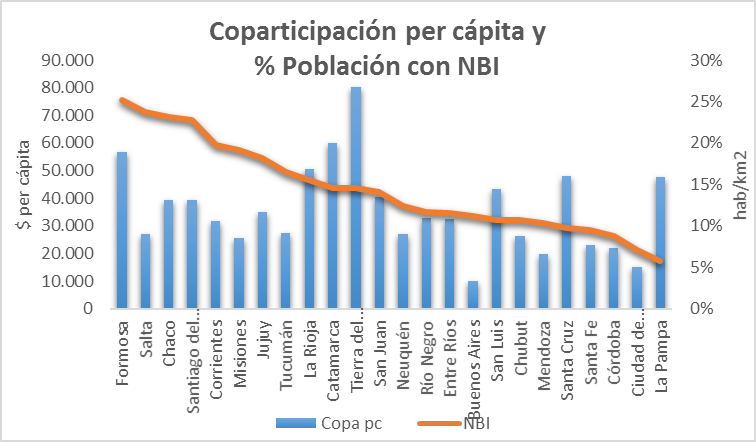 Coparticipación per cápita y
% Población con NBI
90.000
80.000
70.000
60.000
50.000
40.000
30.000
20.000
10.000
0
$ per cápita
30%
25%
20%
15%
10%
5%
0%
hab/km2
Formosa
Salta
Chaco
Santiago del...
Corrientes
Misiones
Jujuy
Tucumán
La Rioja
Catamarca
Tierra del...
San Juan
Neuquén
Río Negro
Entre Ríos
Buenos Aires
San Luis
Chubut
Mendoza
Santa Cruz
Santa Fe
Córdoba
Ciudad de...
La Pampa
Copa pc
NBI